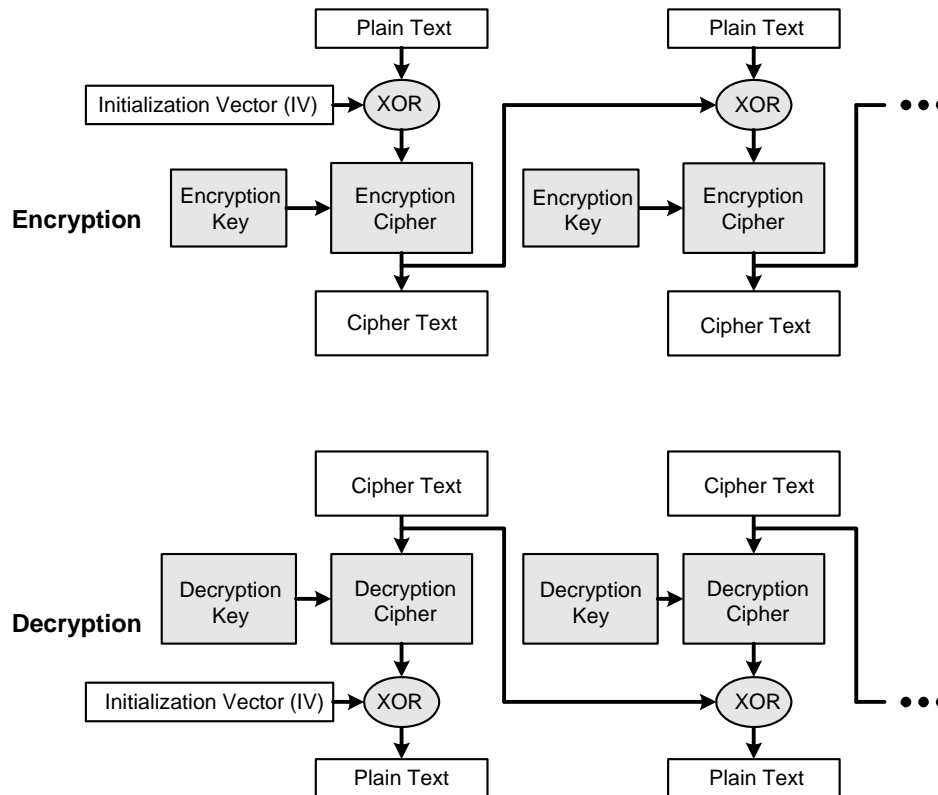 Plain Text
Plain Text
Initialization Vector (IV)
XOR
XOR
Encryption
Encryption
Key
Encryption
Cipher
Encryption
Key
Encryption
Cipher
Cipher Text
Cipher Text
Cipher Text
Cipher Text
Decryption
Decryption
Key
Decryption
Cipher
Decryption
Key
Decryption
Cipher
Initialization Vector (IV)
XOR
XOR
Plain Text
Plain Text